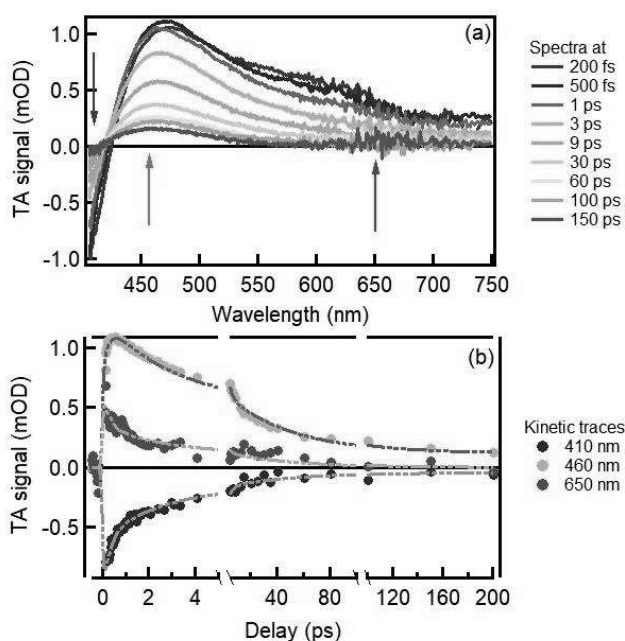 (a)
1.0
0.5
0.0
-0.5
-1.0
TA signal (mOD)
450 500 550 600 650 700 750
Wavelength (nm)
Spectra at
200 fs
500 fs
1 ps
3 ps
9 ps
30 ps
60 ps
100 ps
150 ps
(b)
1.0
0.5
0.0
-0.5
TA signal (mOD)
0 2 4 40 80 120 160 200
Delay (ps)
Kinetic traces
410 nm
460 nm
650 nm